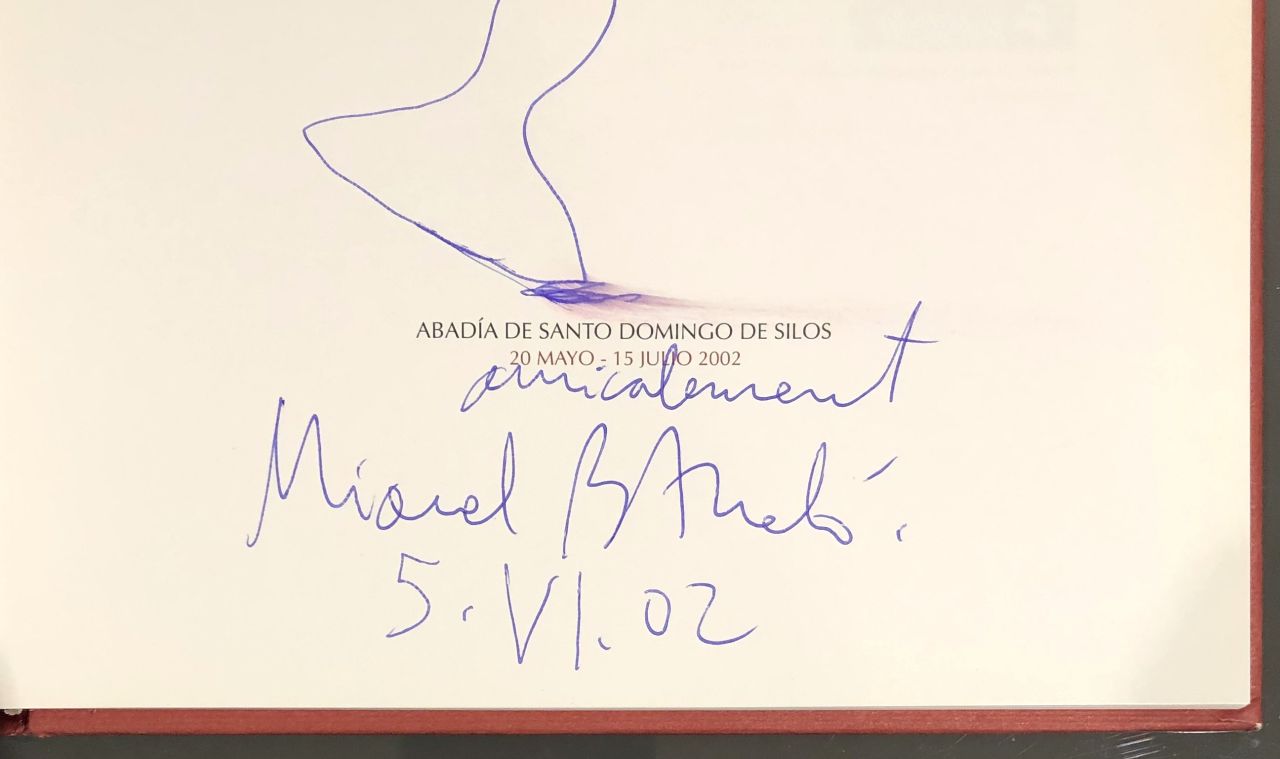 ABADÍA DE SANTO DOMINGO DE SILOS
20 MAYO - 15 JULIO 2002
amicalement
Miquel BArceló.
5.VI.02